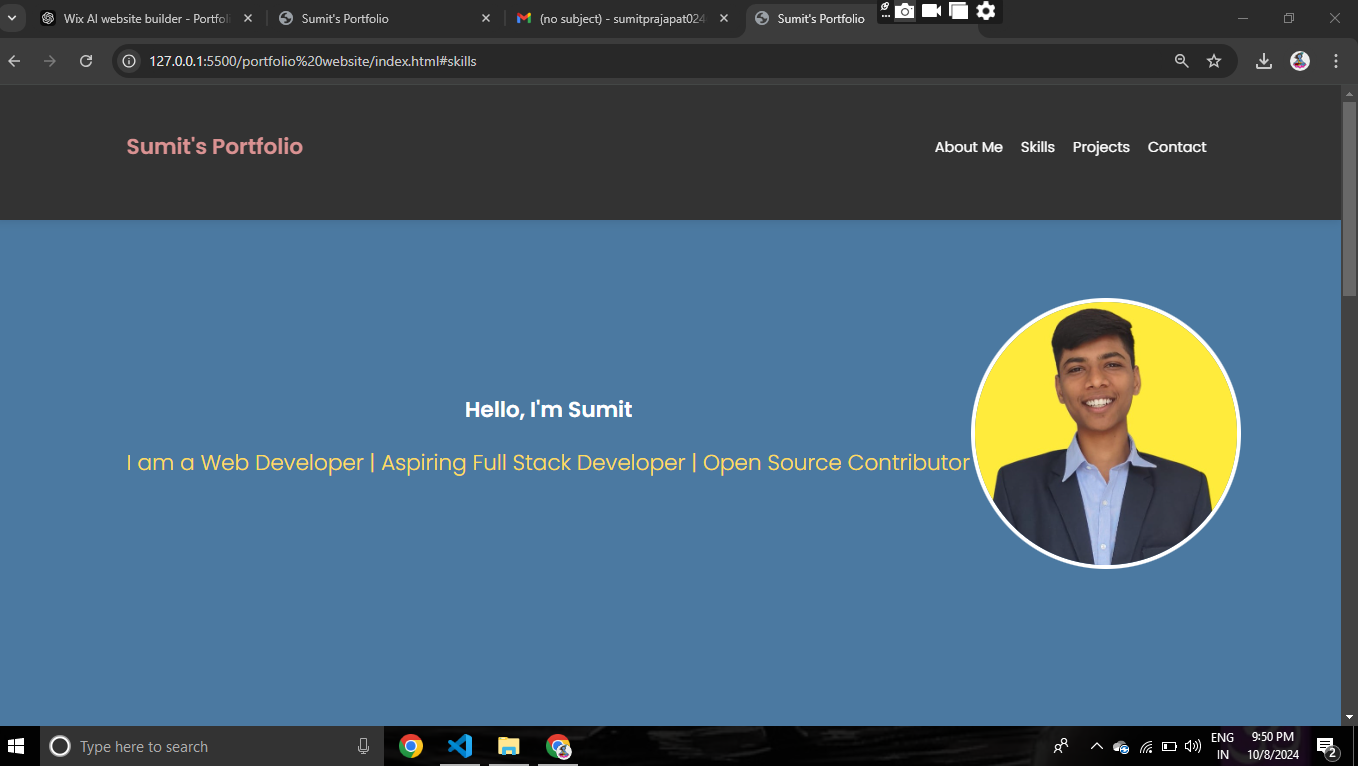 Wix AI website builder - Portfoli
Sumit's Portfolio
(no subject) - sumitprajapat024
Sumit's Portfolio
127.0.0.1:5500/portfolio%20website/index.html#skills
Sumit's Portfolio
About Me Skills Projects Contact
Hello, I'm Sumit
I am a Web Developer | Aspiring Full Stack Developer | Open Source Contributor
Type here to search
ENG
IN
9:50 PM
10/8/2024
2